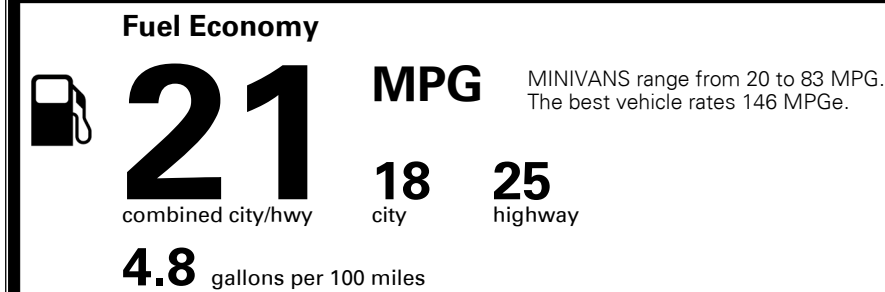 Fuel Economy
21 MPG
MINIVANS range from 20 to 83 MPG.
The best vehicle rates 146 MPGe.
18 25
combined city/hwy city highway
4.8 gallons per 100 miles